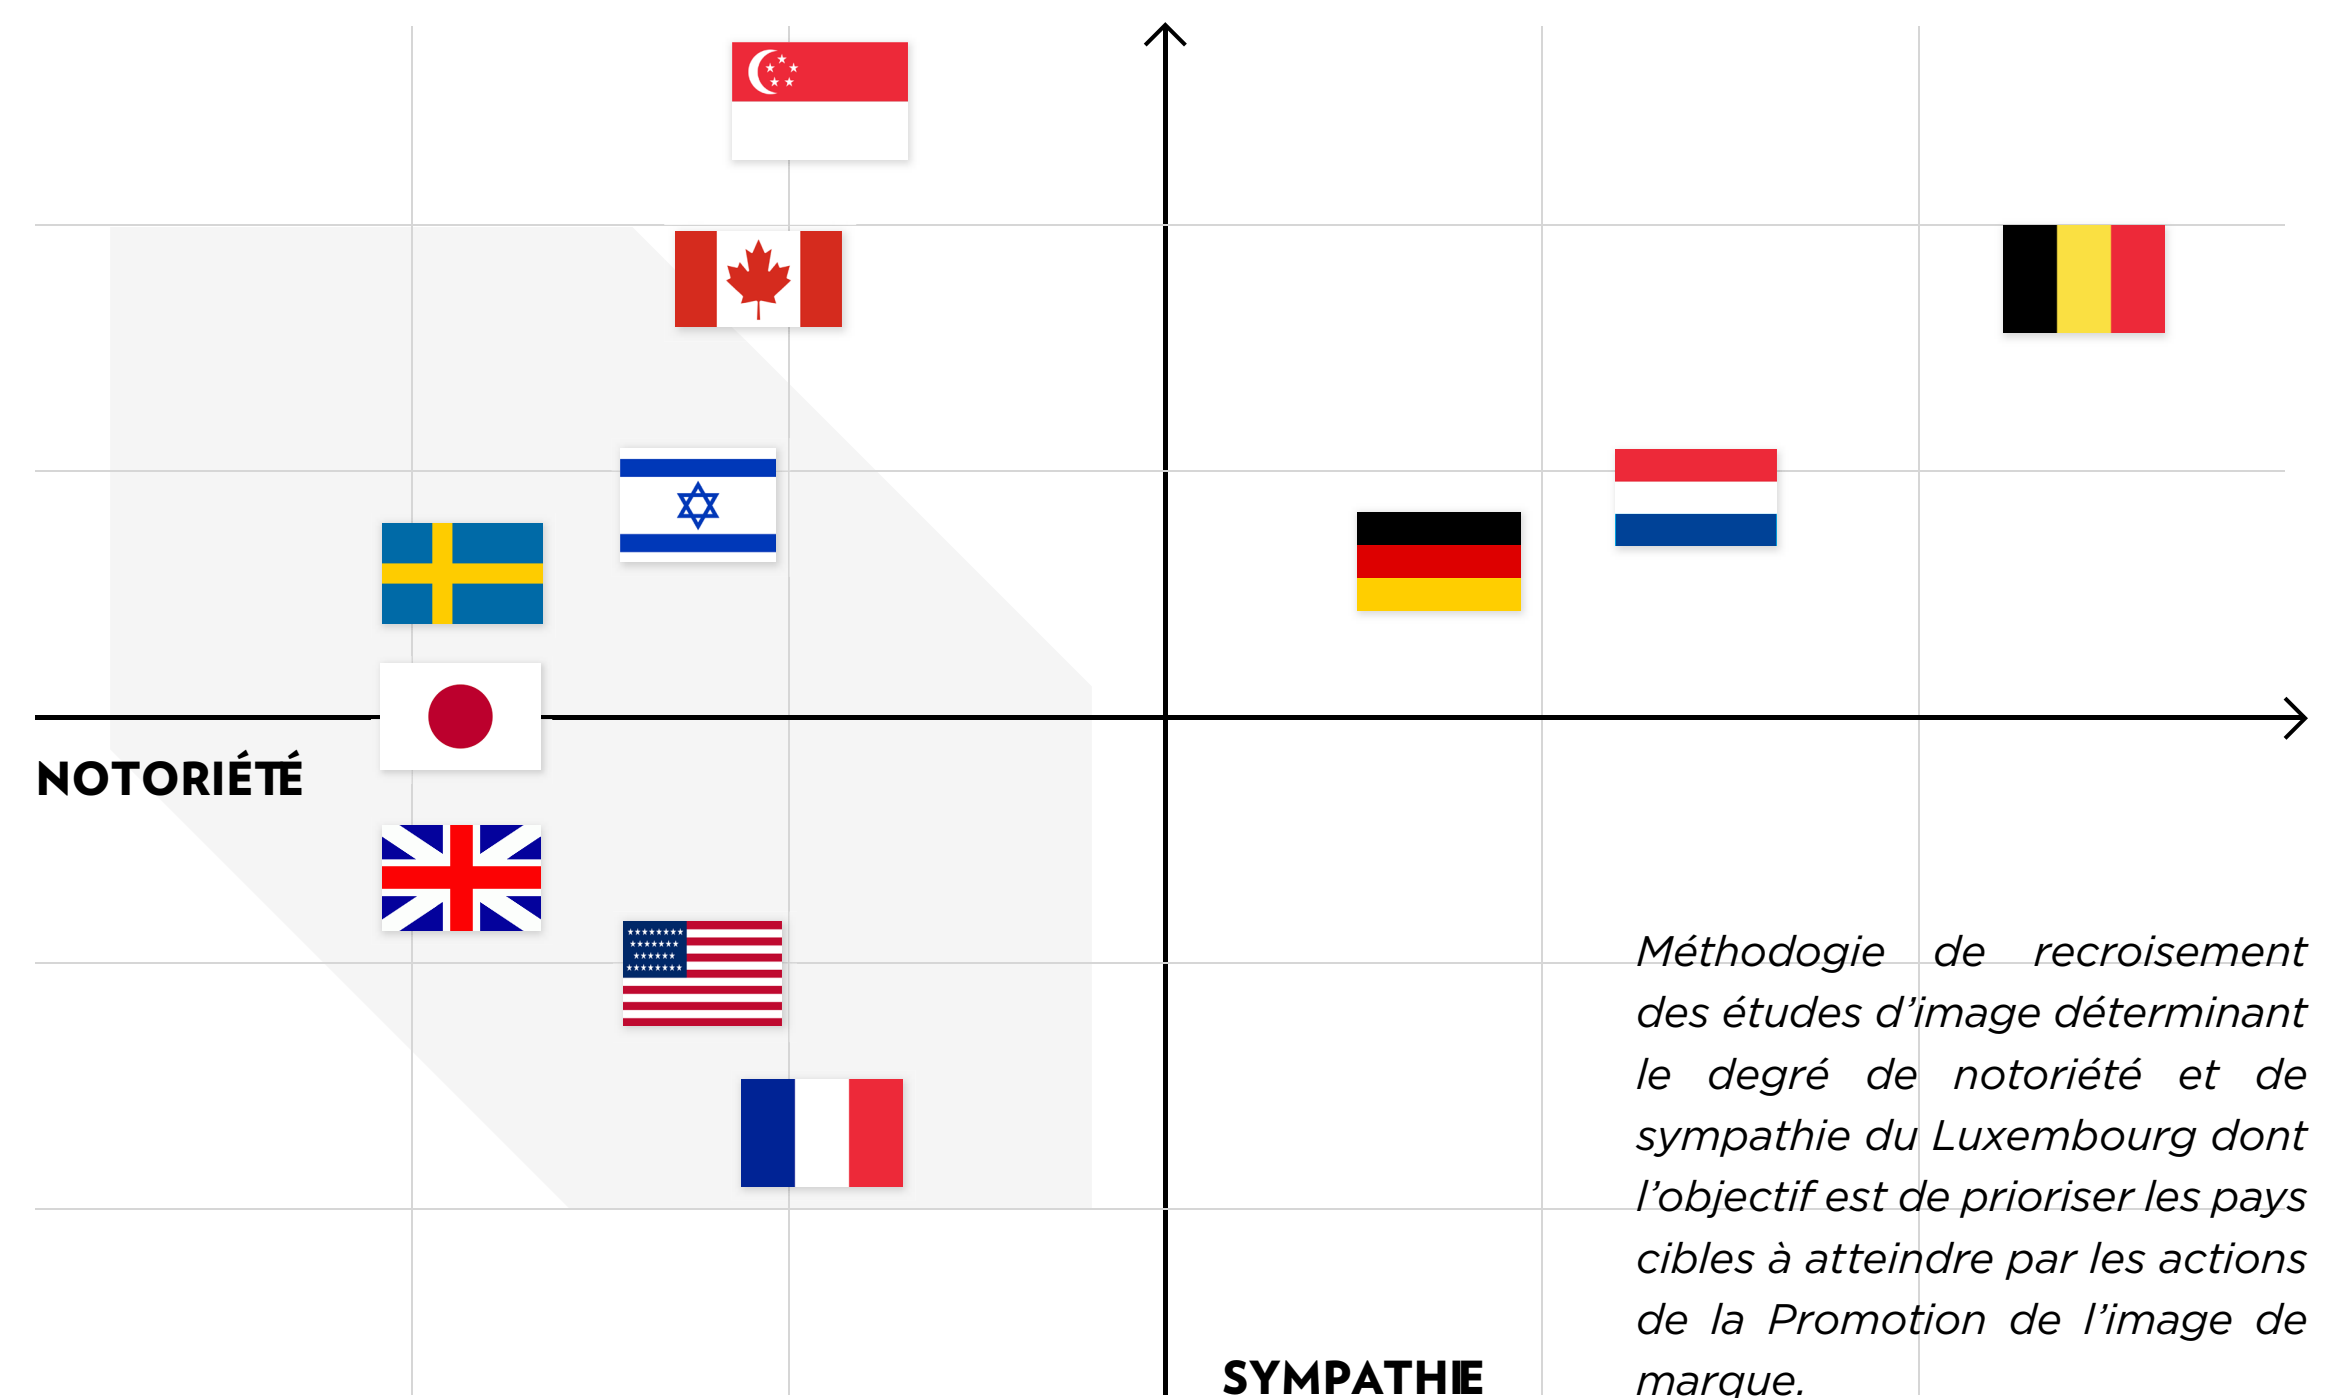 NOTORIÉTÉ
Méthodogie de recroisement
des études d’image déterminant
le degré de notoriété et de
sympathie du Luxembourg dont
l’objectif est de prioriser les pays
cibles à atteindre par les actions
de la Promotion de l’image de
marque.
SYMPATHIE